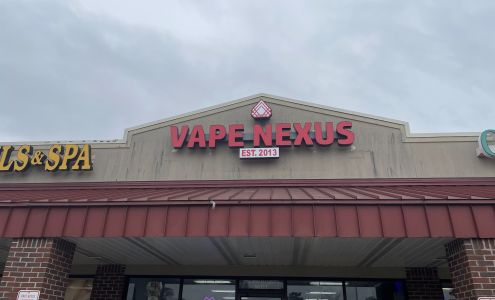 VAPE NEXUS
EST. 2013
LS & SPA